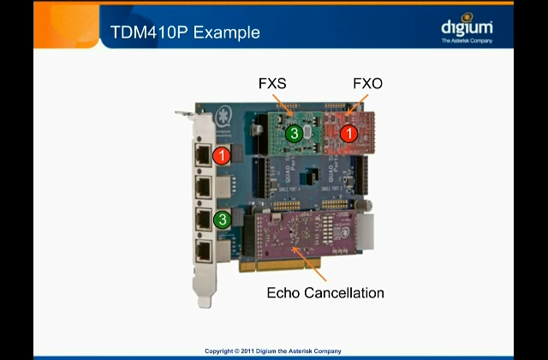 TDM410P Example
digium
The Asterisk Company
FXS
FXO
3
1
1
3
Echo Cancellation
Copyright © 2011 Digium the Asterisk Company